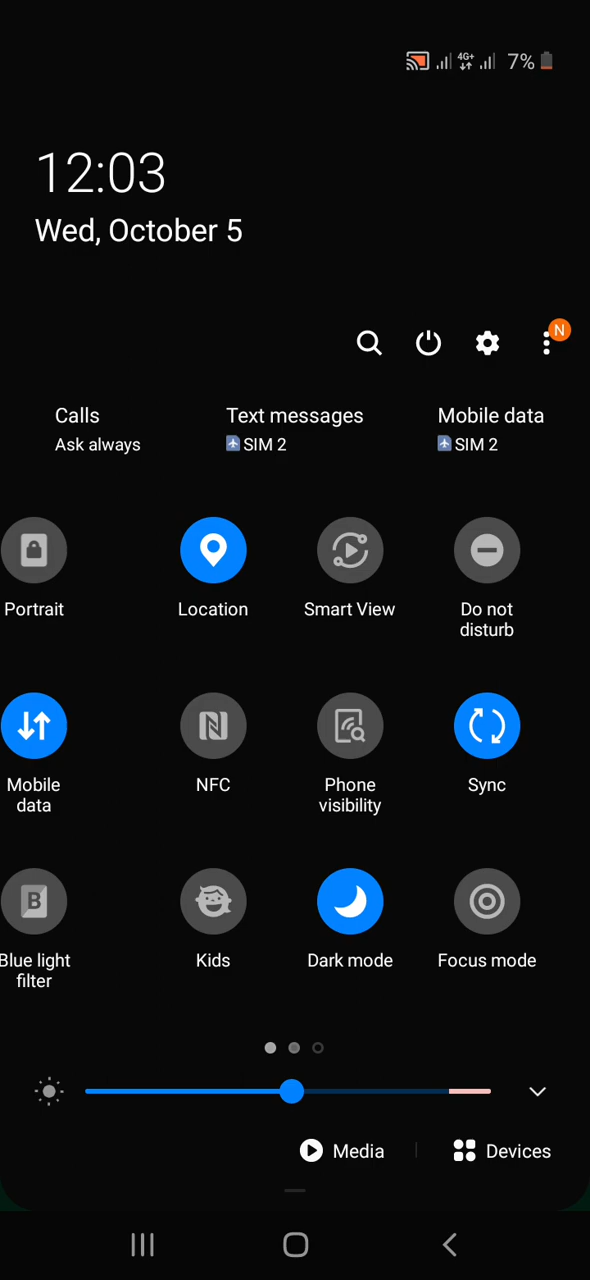 4G+
7%
12:03
Wed, October 5
N
Calls
Text messages
Mobile data
Ask always
SIM 2
SIM 2
Portrait
Location
Smart View
Do not
disturb
Mobile
data
NFC
Phone
visibility
Sync
B
Blue light
filter
Kids
Dark mode
Focus mode
Media
Devices